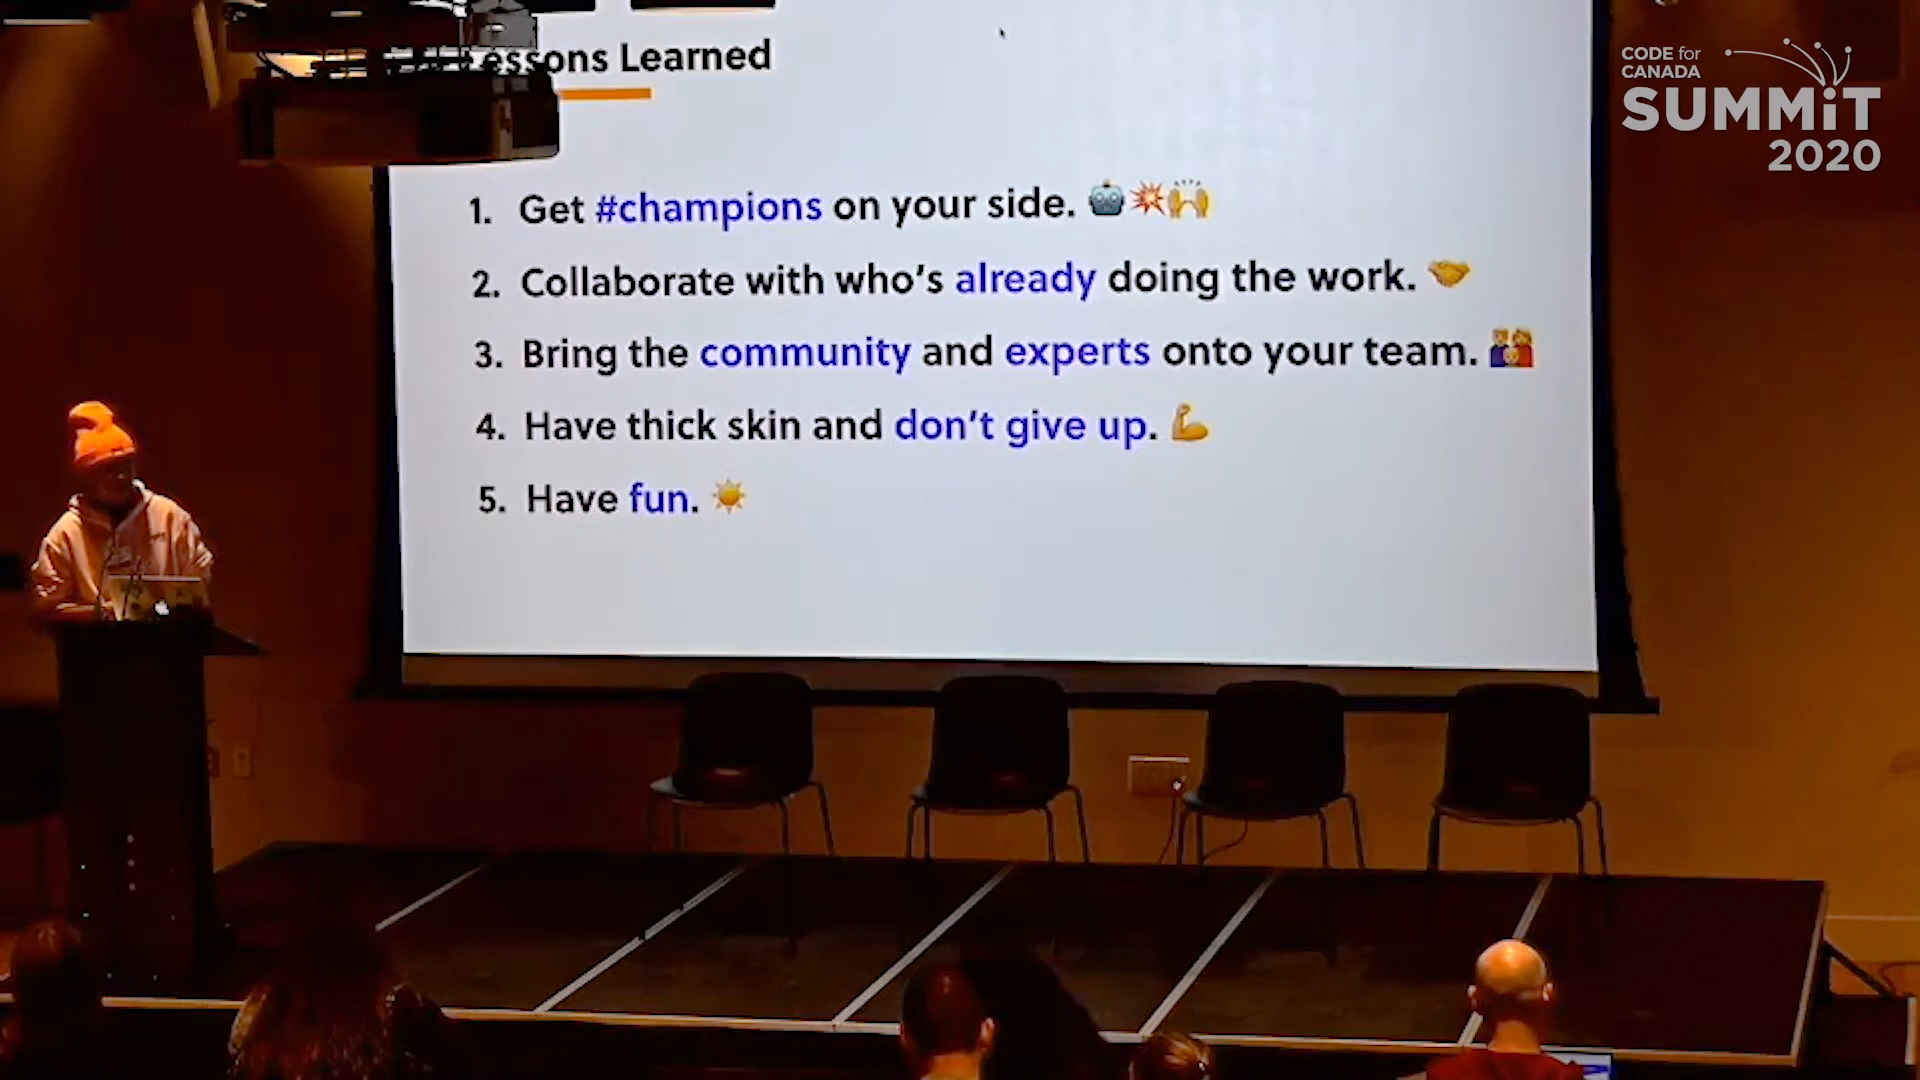 Lessons Learned
1. Get #champions on your side. 🤖💥🙌
2. Collaborate with who's already doing the work. 🤝
3. Bring the community and experts onto your team. 👪
4. Have thick skin and don't give up. 💪
5. Have fun. ☀️
CODE for
CANADA
SUMMiT
2020